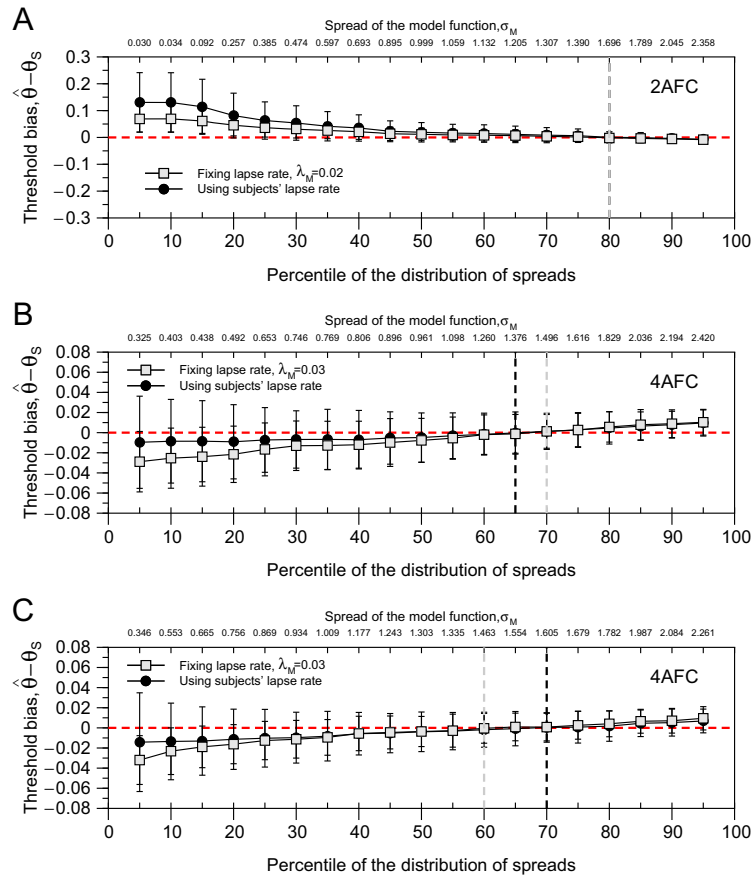 A
Spread of the model function,σM
0.030 0.034 0.092 0.257 0.385 0.474 0.597 0.693 0.895 0.999 1.059 1.132 1.205 1.307 1.390 1.696 1.789 2.045 2.358
0.3
0.2
0.1
0
−0.1
−0.2
−0.3
Threshold bias, θ̂−θS
2AFC
Fixing lapse rate, λM=0.02
Using subjects' lapse rate
0 10 20 30 40 50 60 70 80 90 100
Percentile of the distribution of spreads
B
Spread of the model function,σM
0.325 0.403 0.438 0.492 0.653 0.746 0.769 0.806 0.896 0.961 1.098 1.260 1.376 1.496 1.616 1.829 2.036 2.194 2.420
0.08
0.06
0.04
0.02
0
−0.02
−0.04
−0.06
−0.08
Threshold bias, θ̂−θS
Fixing lapse rate, λM=0.03
Using subjects' lapse rate
4AFC
0 10 20 30 40 50 60 70 80 90 100
Percentile of the distribution of spreads
C
Spread of the model function,σM
0.346 0.553 0.665 0.756 0.869 0.934 1.009 1.177 1.243 1.303 1.335 1.463 1.554 1.605 1.679 1.782 1.987 2.084 2.261
0.08
0.06
0.04
0.02
0
−0.02
−0.04
−0.06
−0.08
Threshold bias, θ̂−θS
Fixing lapse rate, λM=0.03
Using subjects' lapse rate
4AFC
0 10 20 30 40 50 60 70 80 90 100
Percentile of the distribution of spreads